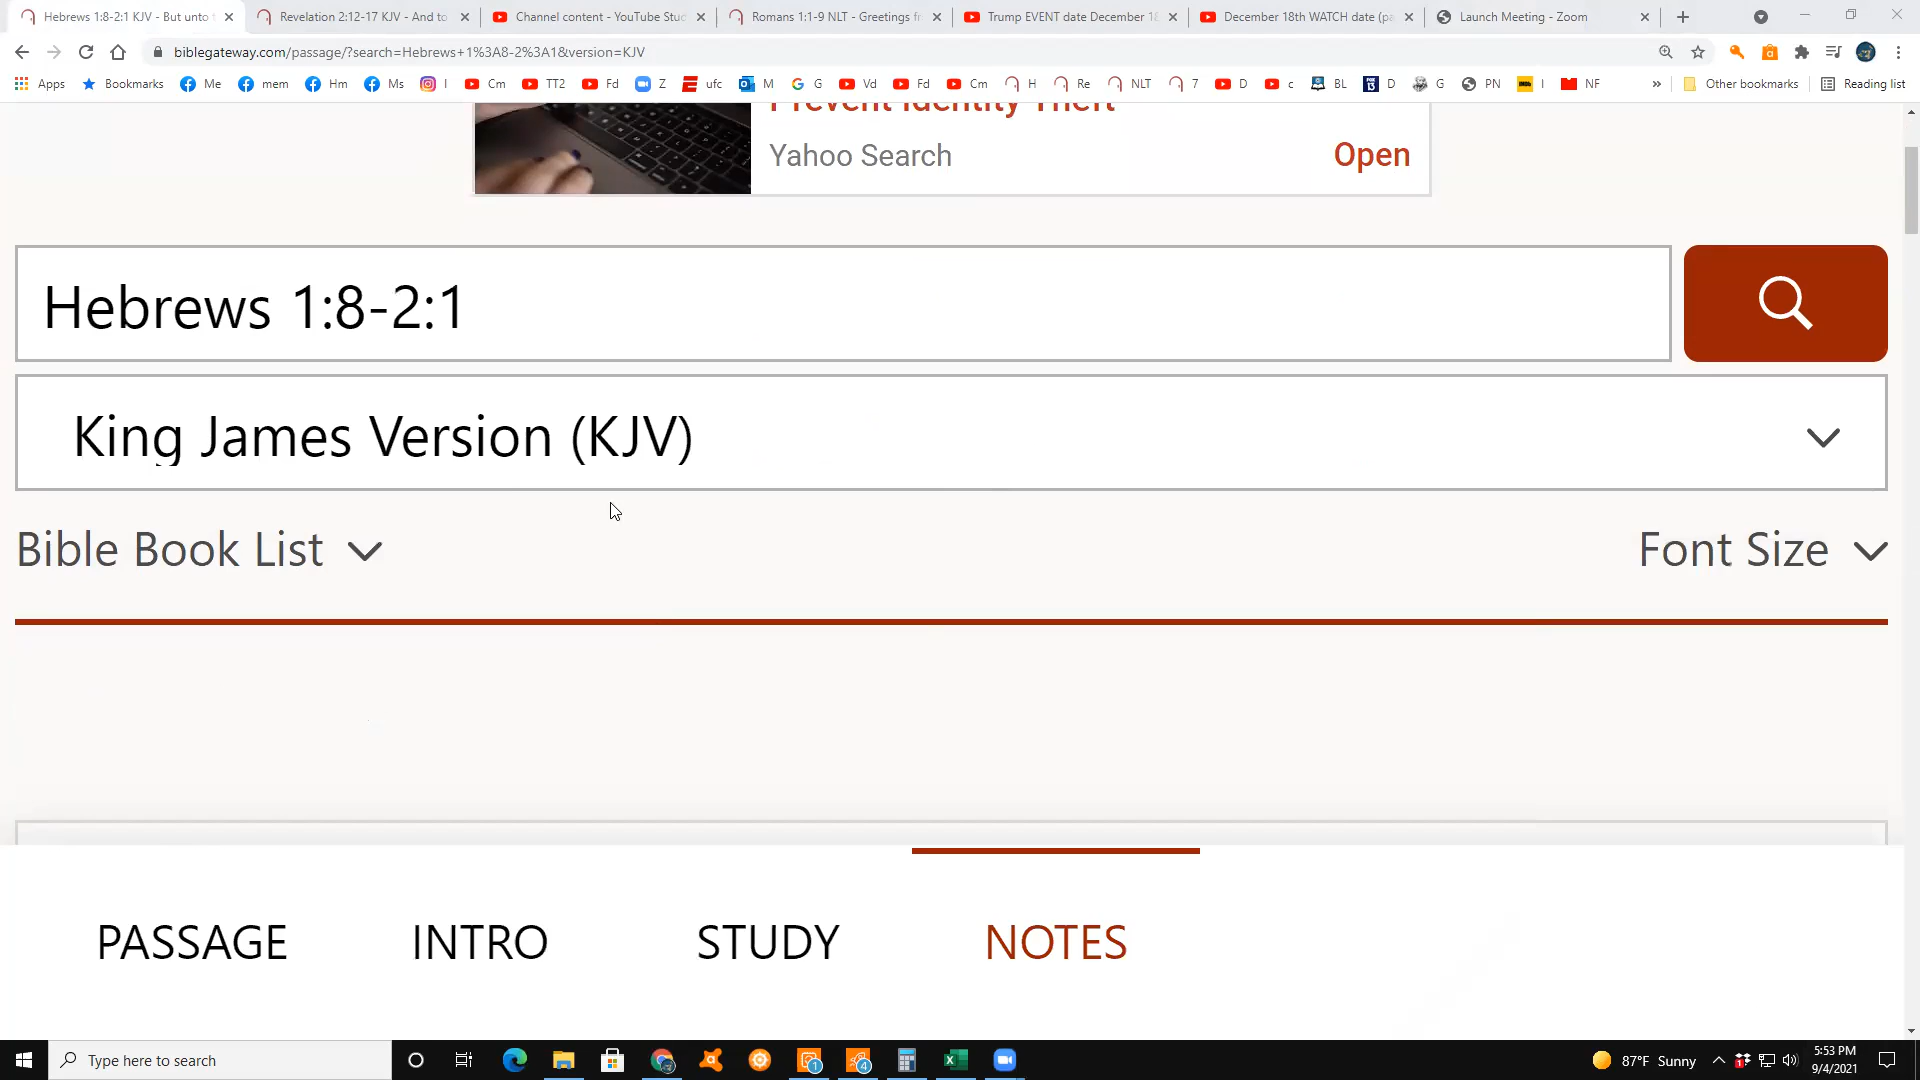 Hebrews 1:8-2:1 KJV - But unto t
Revelation 2:12-17 KJV - And to
Channel content - YouTube Stud
Romans 1:1-9 NLT - Greetings fr
Trump EVENT date December 18
December 18th WATCH date (pa
Launch Meeting - Zoom
biblegateway.com/passage/?search=Hebrews+1%3A8-2%3A1&version=KJV
Apps Bookmarks Me mem Hm Ms I Cm TT2 Fd Z ufc M G Vd Fd Cm H Re NLT 7 D c BL D G PN I NF » Other bookmarks Reading list
Prevent Identity Theft
Yahoo Search
Open
Hebrews 1:8-2:1
King James Version (KJV)
Bible Book List
Font Size
PASSAGE INTRO STUDY NOTES
Type here to search
87°F Sunny
5:53 PM
9/4/2021